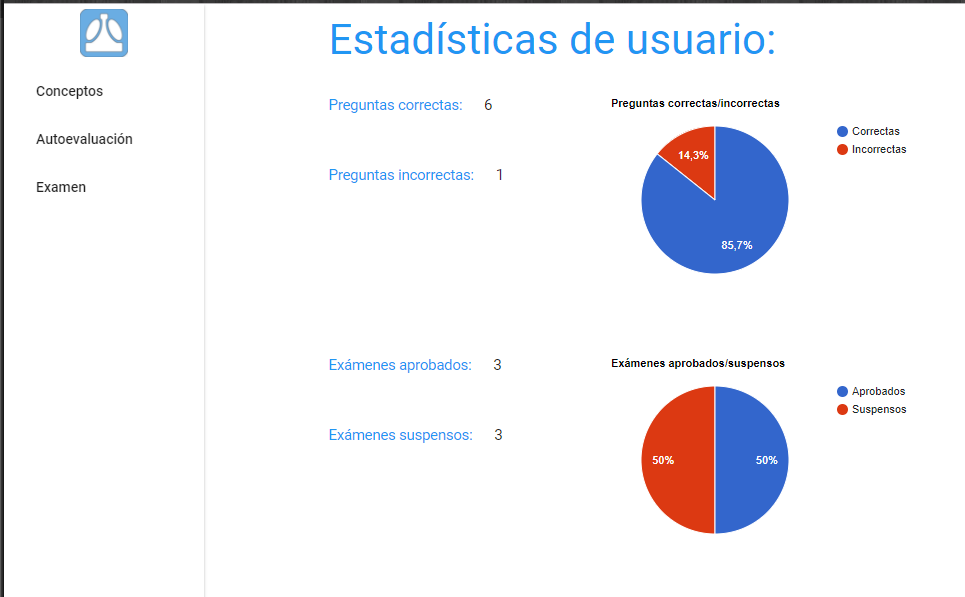 Conceptos
Autoevaluación
Examen
Estadísticas de usuario:
Preguntas correctas: 6
Preguntas incorrectas: 1
Preguntas correctas/incorrectas
14,3%
85,7%
Correctas
Incorrectas
Exámenes aprobados: 3
Exámenes suspensos: 3
Exámenes aprobados/suspensos
50%
50%
Aprobados
Suspensos